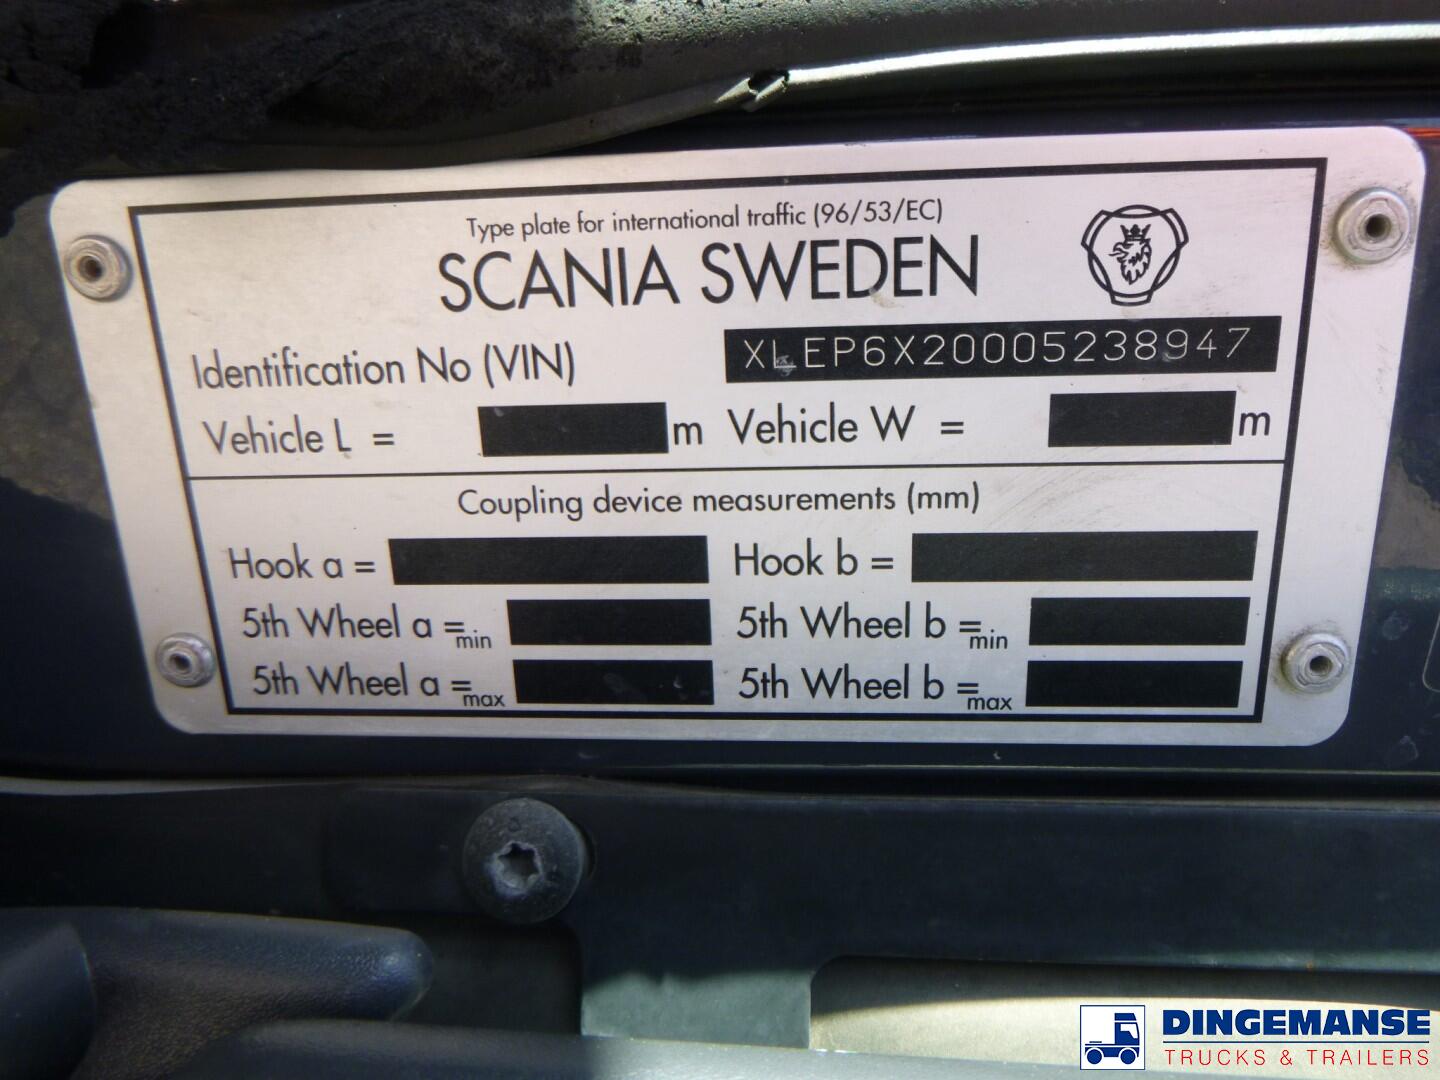 Type plate for international traffic (96/53/EC)
SCANIA SWEDEN
Identification No (VIN) XLEP6X20005238947
Vehicle L = m Vehicle W = m
Coupling device measurements (mm)
Hook a = Hook b =
5th Wheel a =min 5th Wheel b =min
5th Wheel a =max 5th Wheel b =max
DINGEMANSE
TRUCKS & TRAILERS